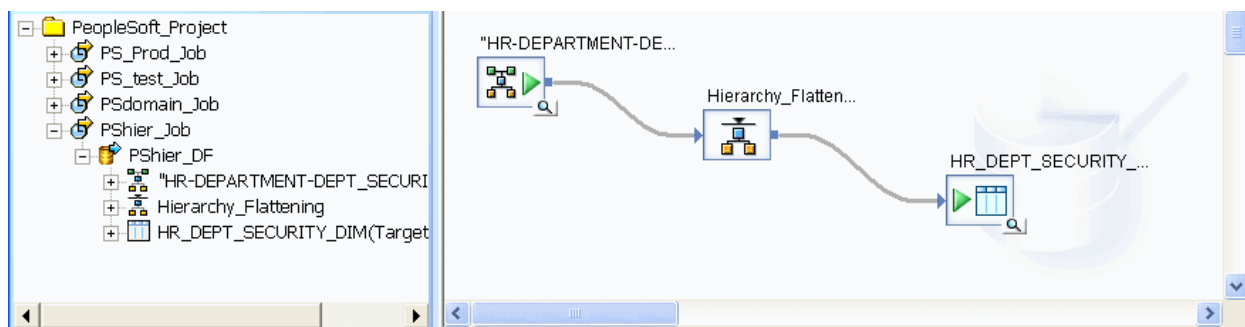 PeopleSoft_Project
PS_Prod_Job
PS_test_Job
PSdomain_Job
PShier_Job
PShier_DF
"HR-DEPARTMENT-DEPT_SECURI
Hierarchy_Flattening
HR_DEPT_SECURITY_DIM(Target
"HR-DEPARTMENT-DE...
Hierarchy_Flatten...
HR_DEPT_SECURITY_...